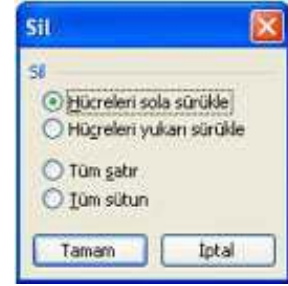 Sil
Sil
Hücreleri sola sürükle
Hücreleri yukarı sürükle
Tüm satır
Tüm sütun
Tamam
İptal